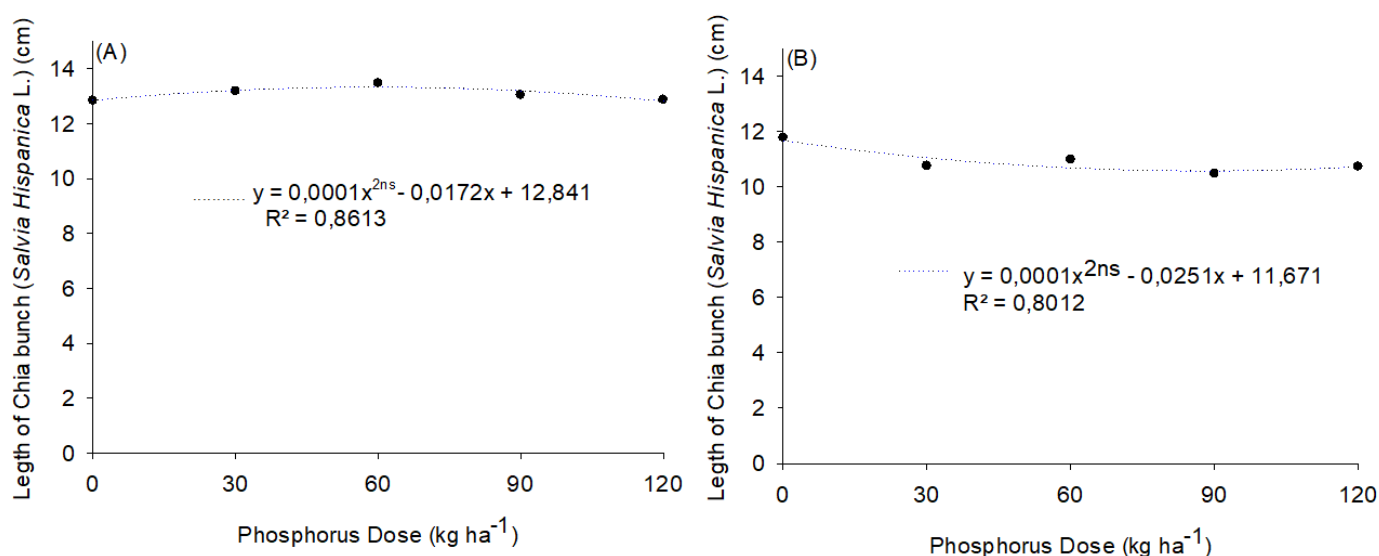 (A)
Legth of Chia bunch (Salvia Hispanica L.) (cm)
14
12
10
8
6
4
2
0
y = 0,0001x²ⁿˢ - 0,0172x + 12,841
R² = 0,8613
0 30 60 90 120
Phosphorus Dose (kg ha⁻¹)
(B)
Legth of Chia bunch (Salvia Hispanica L.) (cm)
14
12
10
8
6
4
2
0
y = 0,0001x²ⁿˢ - 0,0251x + 11,671
R² = 0,8012
0 30 60 90 120
Phosphorus Dose (kg ha⁻¹)